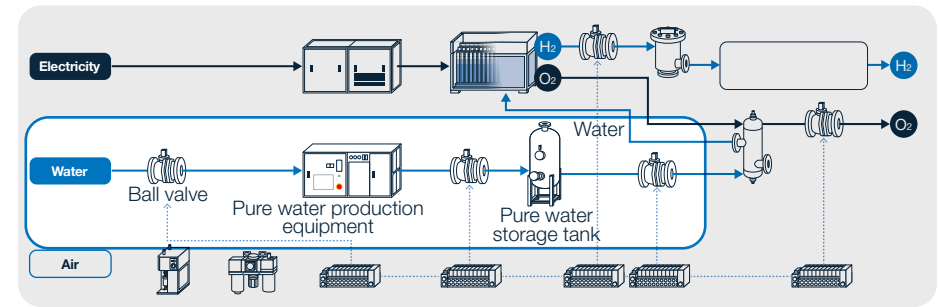 H₂
Electricity
H₂
O₂
Water
O₂
Water
Ball valve
Pure water production
equipment
Pure water
storage tank
Air